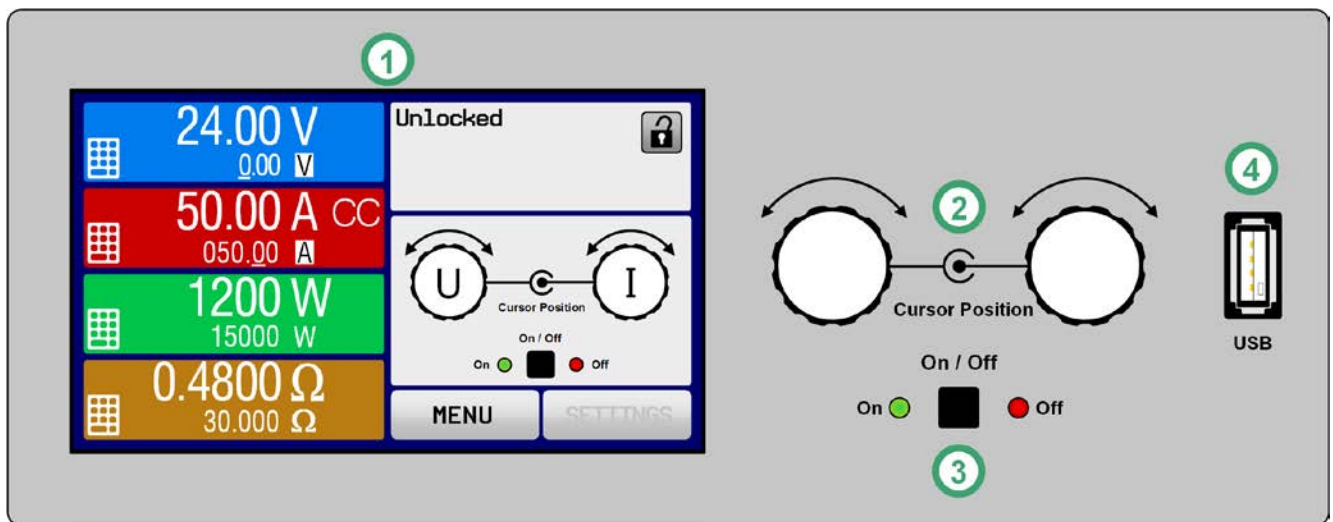 1
24.00 V
0.00 V
50.00 A CC
050.00 A
1200 W
15000 W
0.4800 Ω
30.000 Ω
Unlocked
U
I
Cursor Position
On / Off
On
Off
MENU
SETTINGS
2
Cursor Position
On / Off
On
Off
3
4
USB